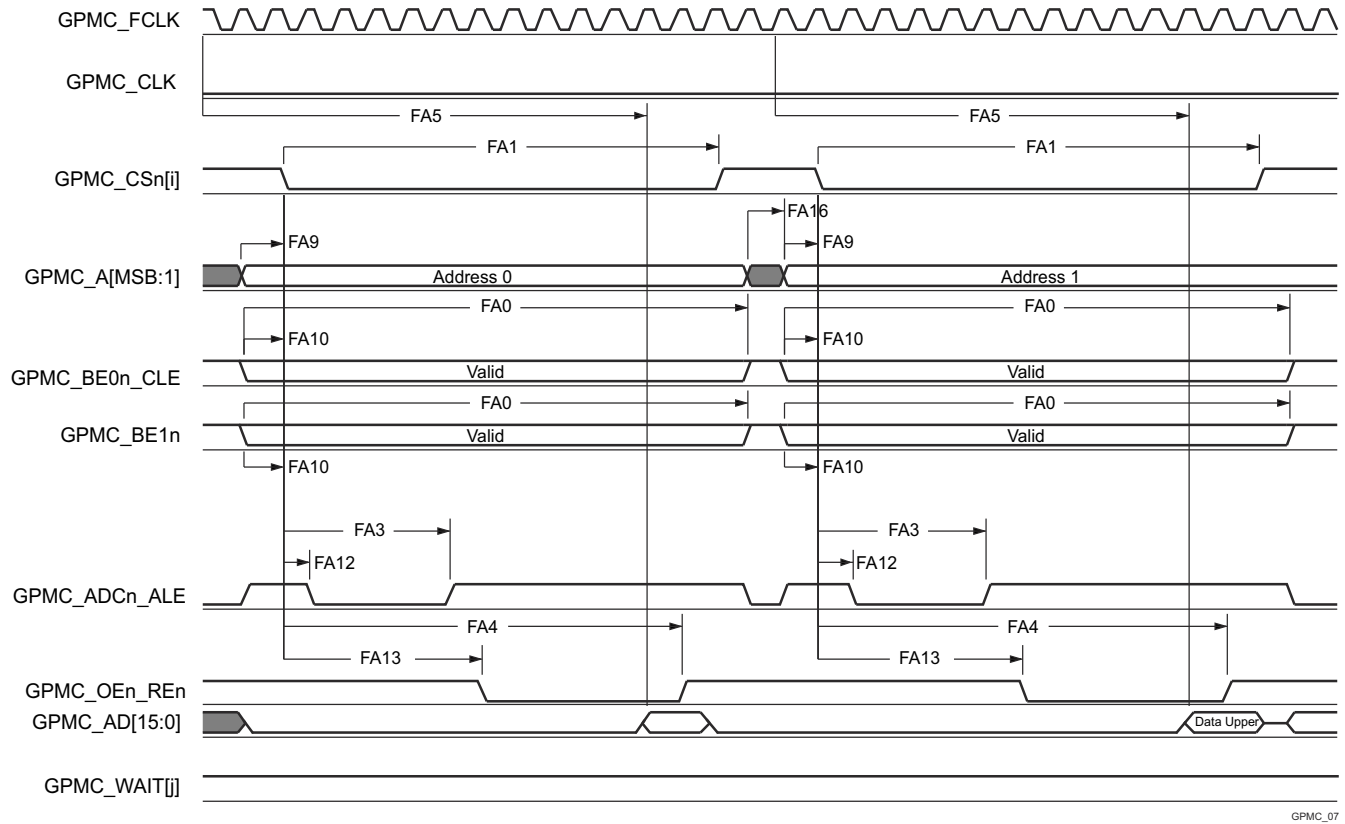 GPMC_FCLK
GPMC_CLK
FA5 FA5
FA1 FA1
GPMC_CSn[i]
FA16
FA9 FA9
GPMC_A[MSB:1] Address 0 Address 1
FA0 FA0
FA10 FA10
GPMC_BE0n_CLE Valid Valid
FA0 FA0
GPMC_BE1n Valid Valid
FA10 FA10
FA3 FA3
FA12 FA12
GPMC_ADCn_ALE
FA4 FA4
FA13 FA13
GPMC_OEn_REn
GPMC_AD[15:0] Data Upper
GPMC_WAIT[j]
GPMC_07